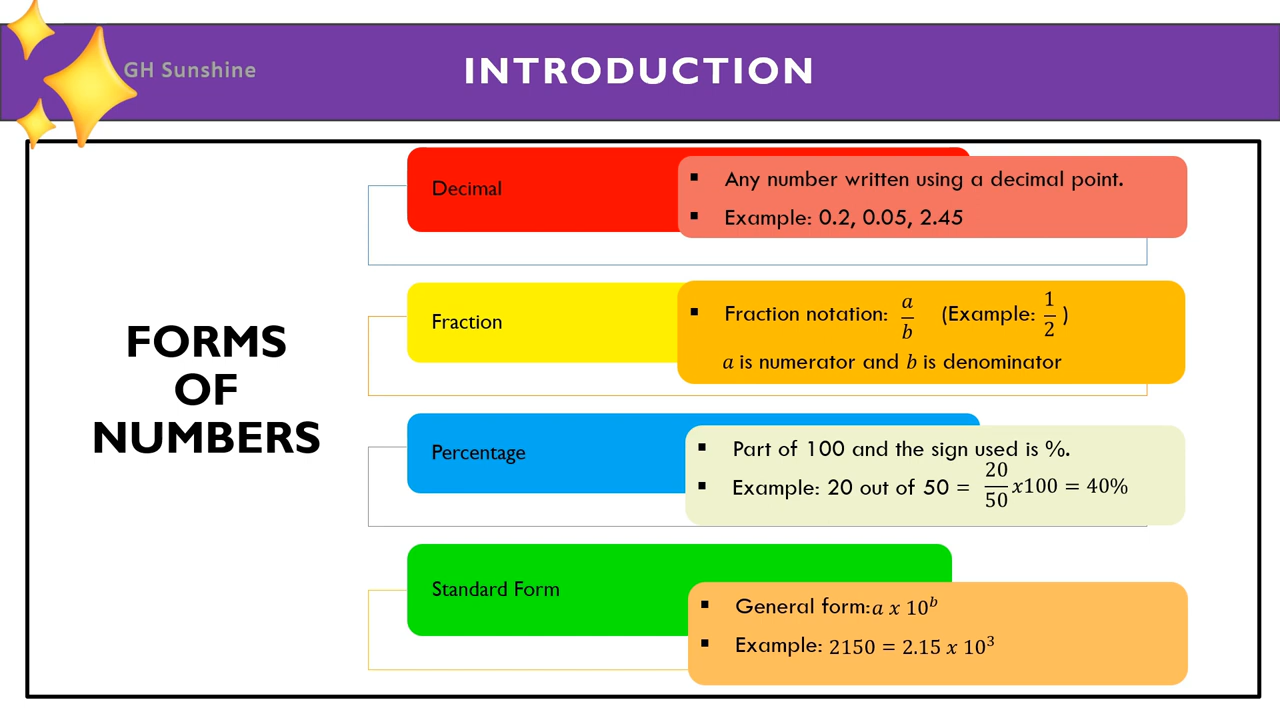 GH Sunshine
INTRODUCTION
FORMS
OF
NUMBERS
Decimal
▪ Any number written using a decimal point.
▪ Example: 0.2, 0.05, 2.45
Fraction
▪ Fraction notation: a/b (Example: 1/2 )
a is numerator and b is denominator
Percentage
▪ Part of 100 and the sign used is %.
▪ Example: 20 out of 50 = 20/50 x100 = 40%
Standard Form
▪ General form:a x 10^b
▪ Example: 2150 = 2.15 x 10³